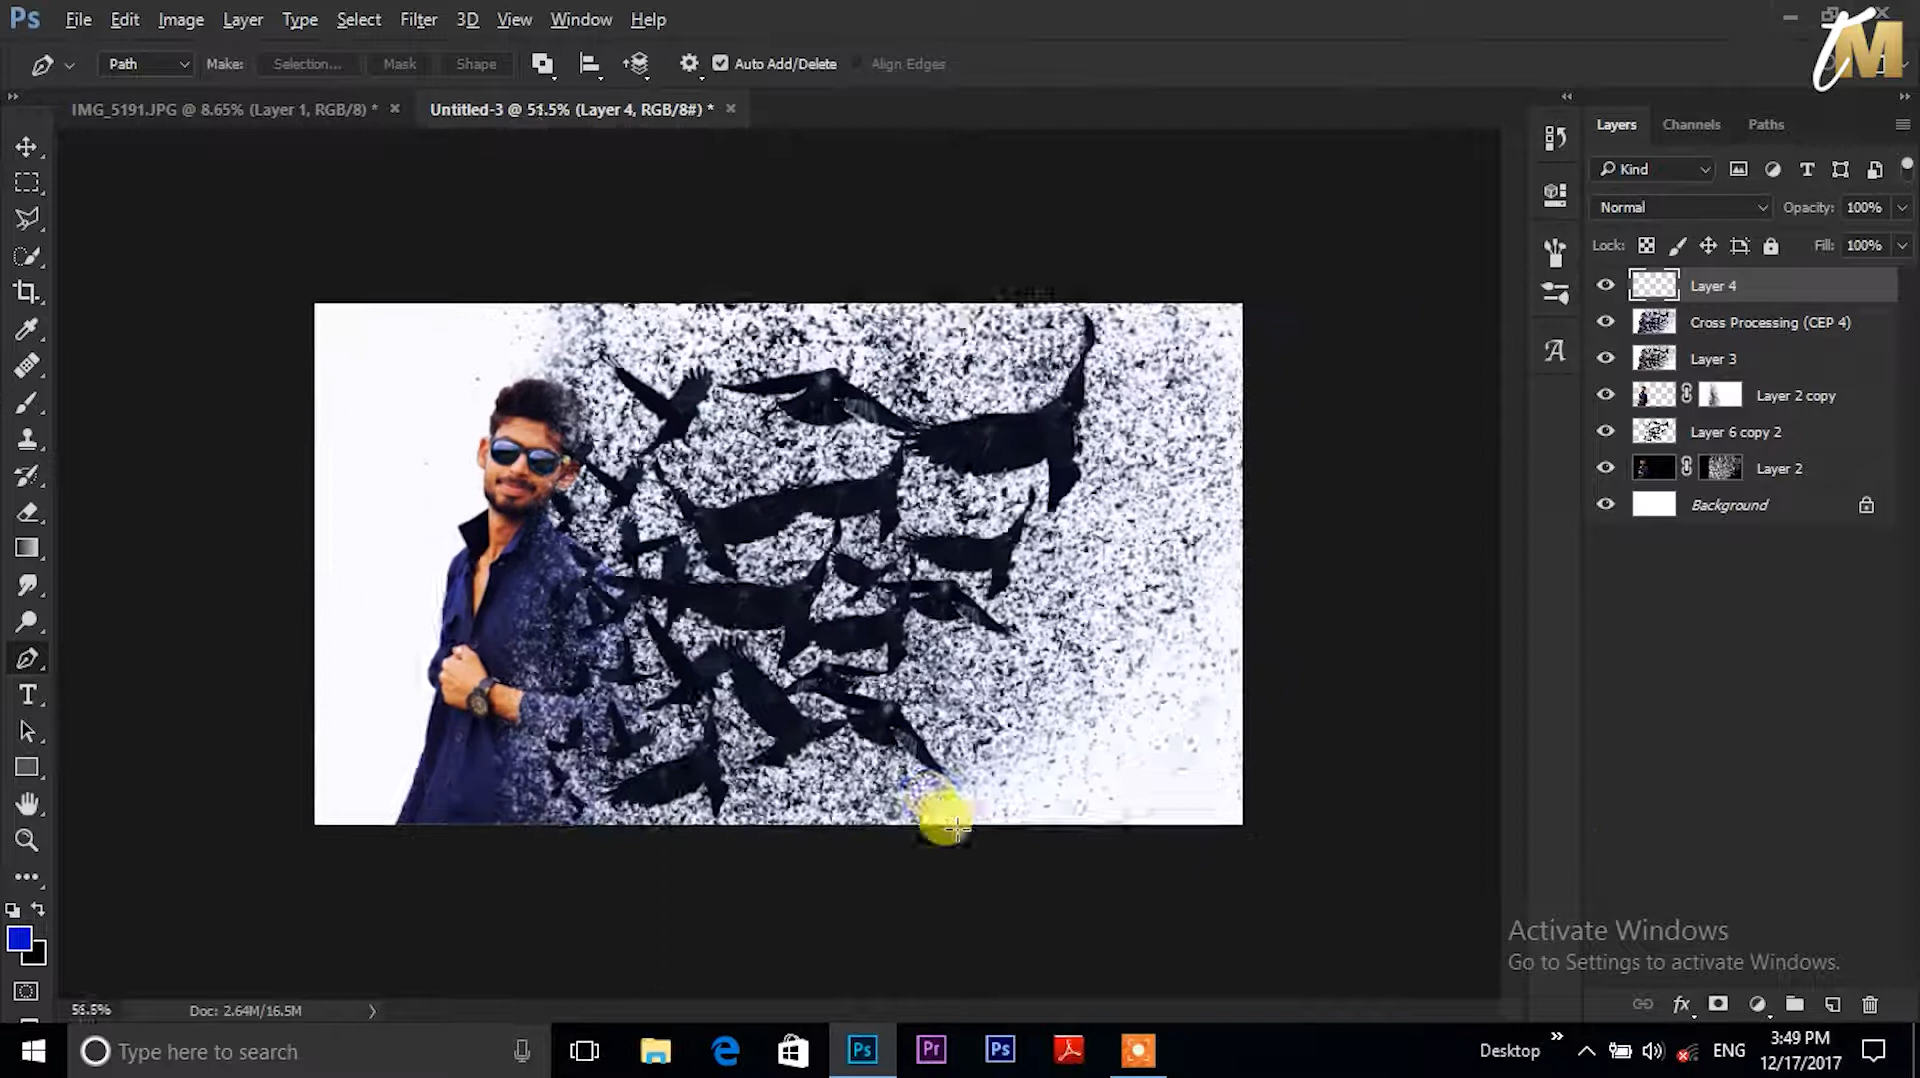 Ps File Edit Image Layer Type Select Filter 3D View Window Help
tM
Path Make: Selection... Mask Shape Auto Add/Delete Align Edges
IMG_5191.JPG @ 8.65% (Layer 1, RGB/8) * × Untitled-3 @ 51.5% (Layer 4, RGB/8#) * ×
Layers Channels Paths
Kind
Normal Opacity: 100%
Lock: Fill: 100%
Layer 4
Cross Processing (CEP 4)
Layer 3
Layer 2 copy
Layer 6 copy 2
Layer 2
Background
Activate Windows
Go to Settings to activate Windows.
Doc: 2.64M/16.5M
Type here to search
Ps Pr Ps
Desktop ENG
3:49 PM
12/17/2017